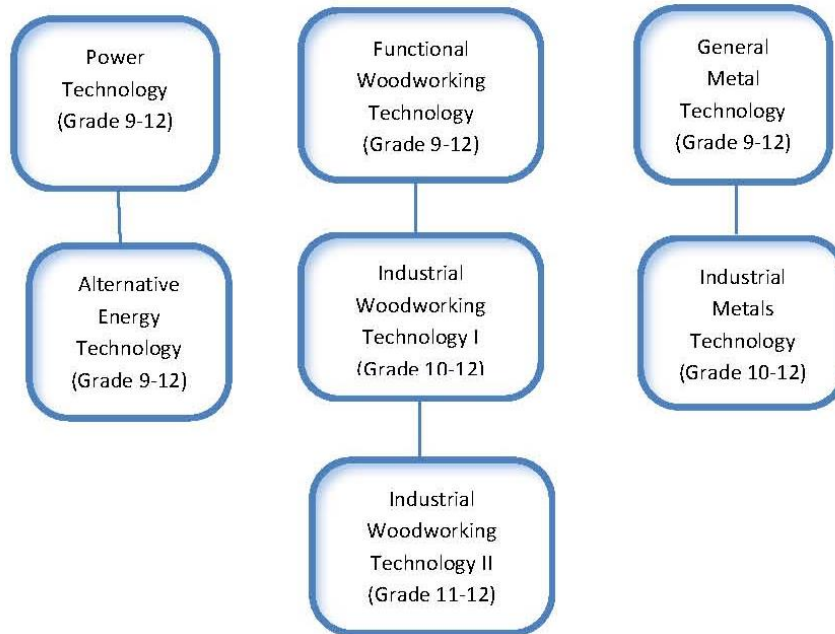 Power
Technology
(Grade 9-12)
Functional
Woodworking
Technology
(Grade 9-12)
General
Metal
Technology
(Grade 9-12)
Alternative
Energy
Technology
(Grade 9-12)
Industrial
Woodworking
Technology I
(Grade 10-12)
Industrial
Metals
Technology
(Grade 10-12)
Industrial
Woodworking
Technology II
(Grade 11-12)